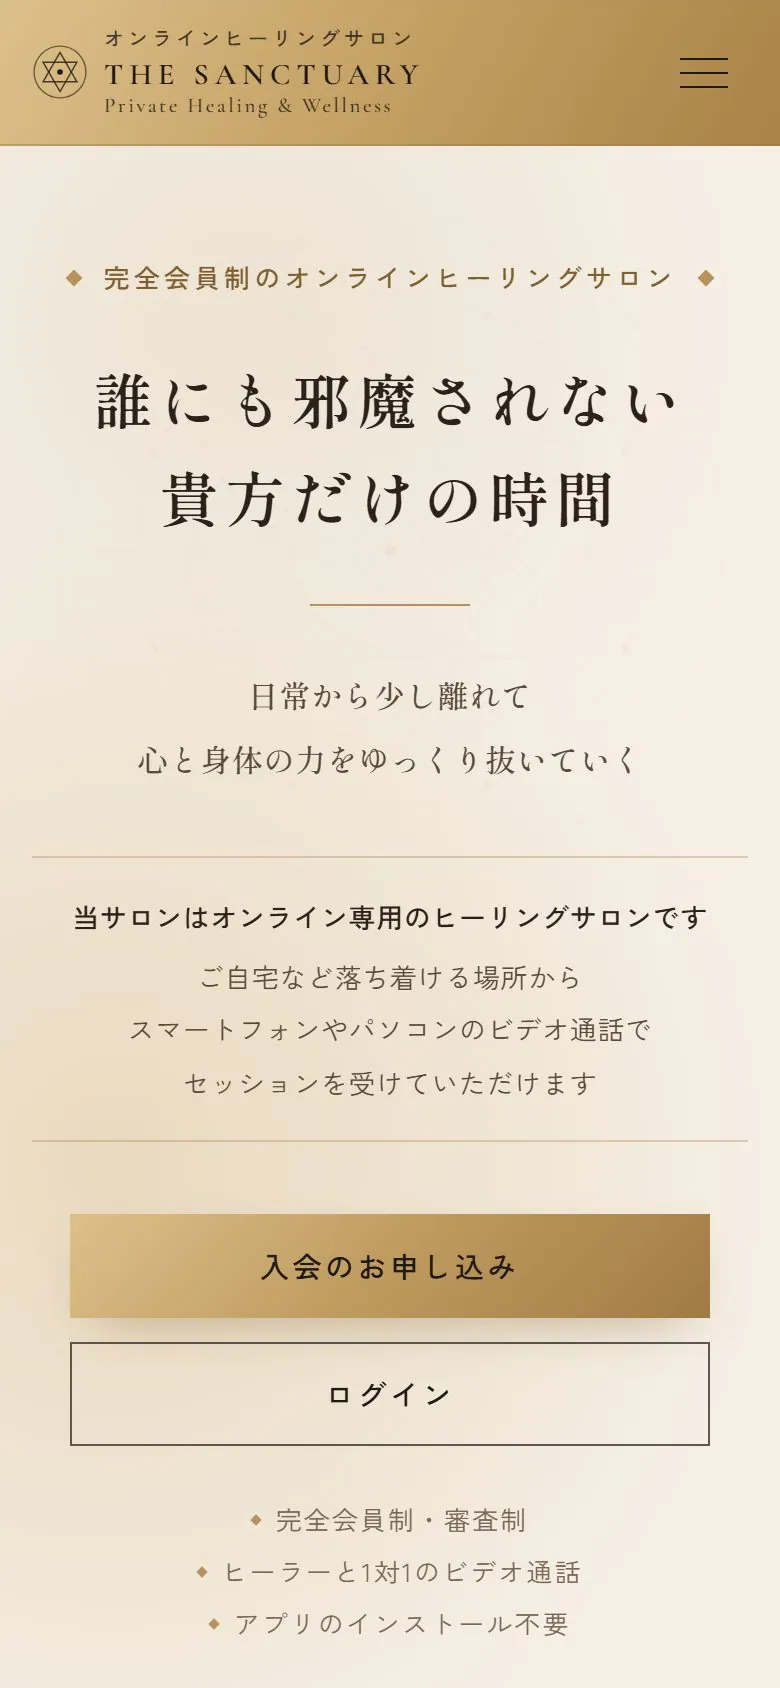 オンラインヒーリングサロン
THE SANCTUARY
Private Healing & Wellness
完全会員制のオンラインヒーリングサロン
誰にも邪魔されない
貴方だけの時間
日常から少し離れて
心と身体の力をゆっくり抜いていく
当サロンはオンライン専用のヒーリングサロンです
ご自宅など落ち着ける場所から
スマートフォンやパソコンのビデオ通話で
セッションを受けていただけます
入会のお申し込み
ログイン
完全会員制・審査制
ヒーラーと1対1のビデオ通話
アプリのインストール不要